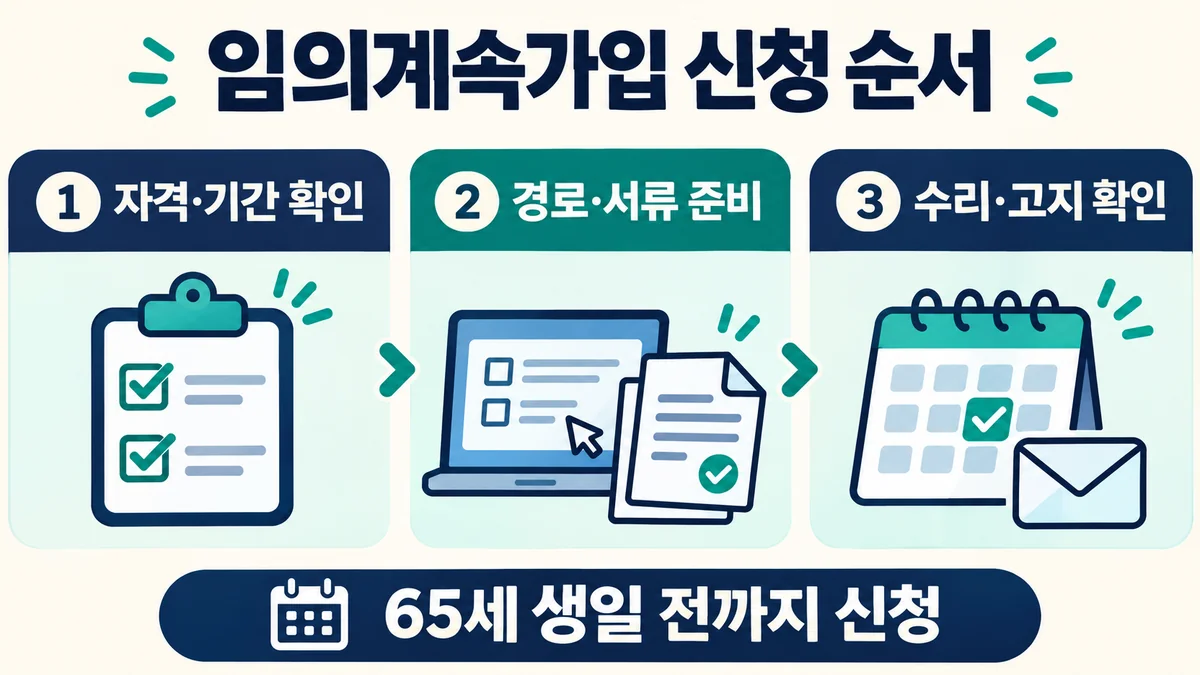 임의계속가입 신청 순서
1 자격·기간 확인
2 경로·서류 준비
3 수리·고지 확인
65세 생일 전까지 신청